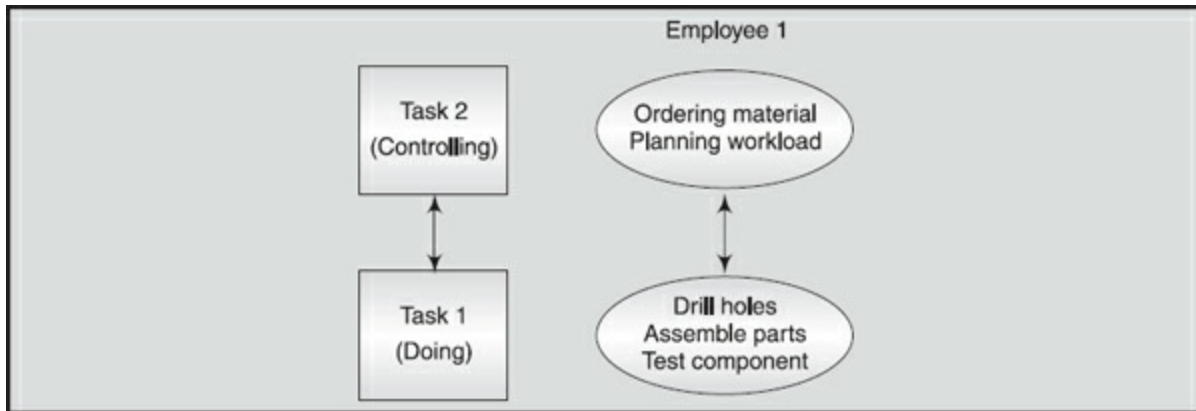 Employee 1
Task 2
(Controlling)
Ordering material
Planning workload
Task 1
(Doing)
Drill holes
Assemble parts
Test component